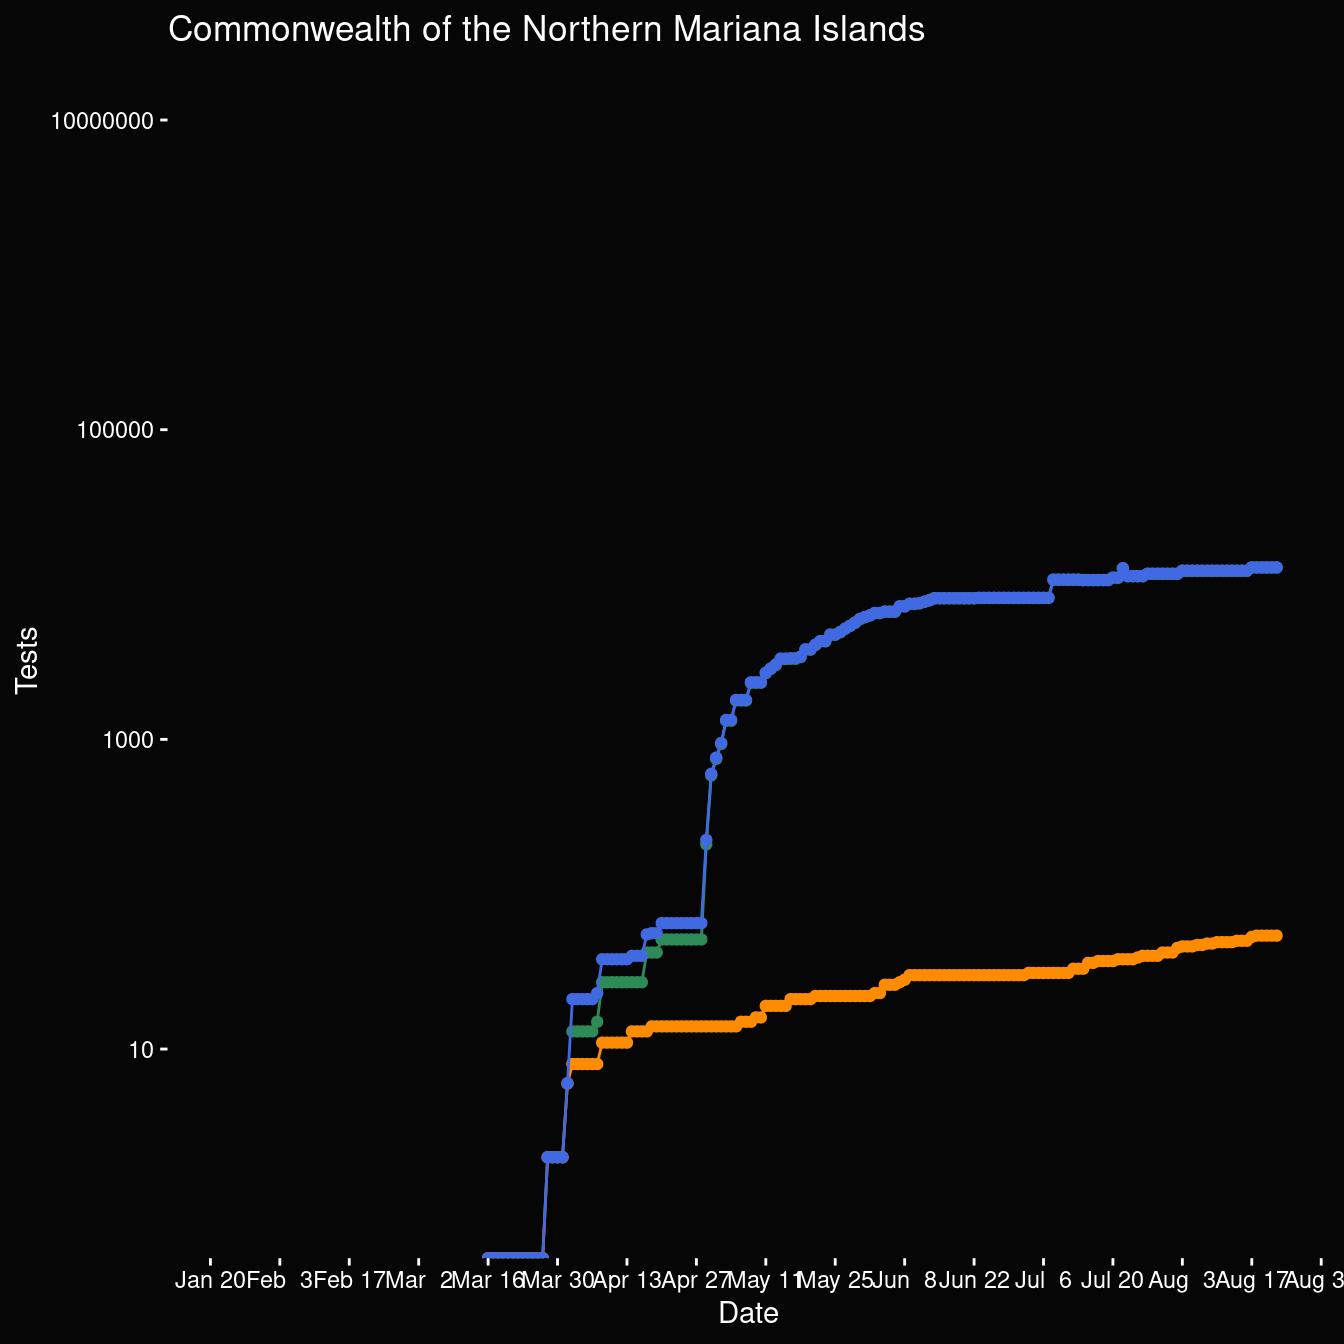 Commonwealth of the Northern Mariana Islands
10000000
100000
1000
10
Tests
Jan 20 Feb 3 Feb 17 Mar 2 Mar 16 Mar 30 Apr 13 Apr 27 May 11 May 25 Jun 8 Jun 22 Jul 6 Jul 20 Aug 3 Aug 17 Aug 3
Date